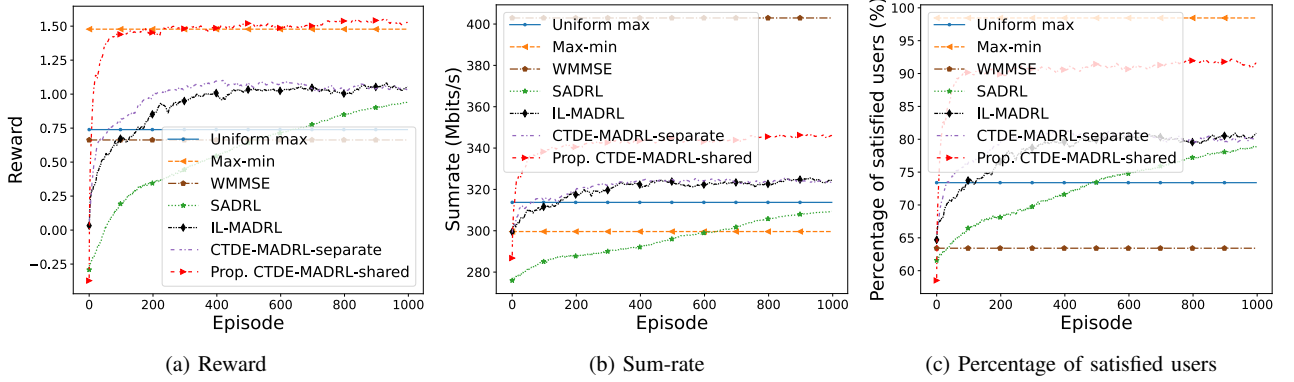 Reward
1.50
1.25
1.00
0.75
0.50
0.25
0.00
−0.25
0 200 400 600 800 1000
Episode
Uniform max
Max-min
WMMSE
SADRL
IL-MADRL
CTDE-MADRL-separate
Prop. CTDE-MADRL-shared
(a) Reward
Sumrate (Mbits/s)
400
380
360
340
320
300
280
0 200 400 600 800 1000
Episode
Uniform max
Max-min
WMMSE
SADRL
IL-MADRL
CTDE-MADRL-separate
Prop. CTDE-MADRL-shared
(b) Sum-rate
Percentage of satisfied users (%)
100
95
90
85
80
75
70
65
60
0 200 400 600 800 1000
Episode
Uniform max
Max-min
WMMSE
SADRL
IL-MADRL
CTDE-MADRL-separate
Prop. CTDE-MADRL-shared
(c) Percentage of satisfied users